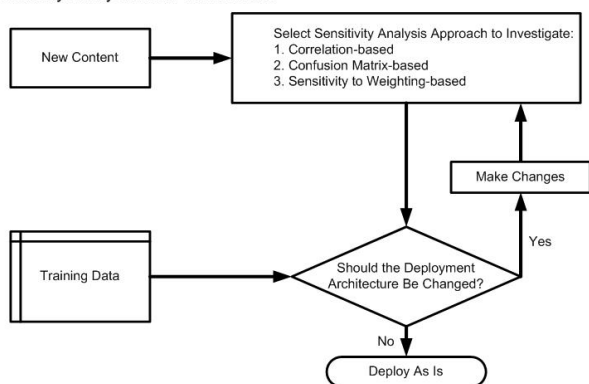 Select Sensitivity Analysis Approach to Investigate:
1. Correlation-based
2. Confusion Matrix-based
3. Sensitivity to Weighting-based
New Content
Make Changes
Yes
Training Data
Should the Deployment
Architecture Be Changed?
No
Deploy As Is